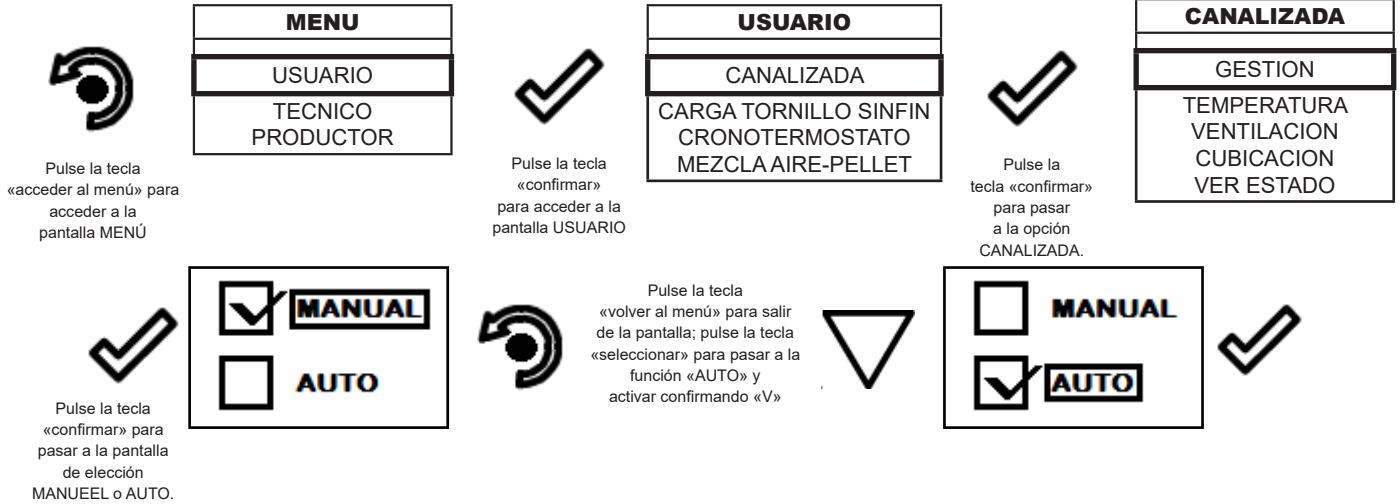 MENU
USUARIO
TECNICO
PRODUCTOR
Pulse la tecla
«acceder al menú» para
acceder a la
pantalla MENÚ
USUARIO
CANALIZADA
CARGA TORNILLO SINFIN
CRONOTERMOSTATO
MEZCLA AIRE-PELLET
Pulse la tecla
«confirmar»
para acceder a la
pantalla USUARIO
CANALIZADA
GESTION
TEMPERATURA
VENTILACION
CUBICACION
VER ESTADO
Pulse la
tecla «confirmar»
para pasar
a la opción
CANALIZADA.
MANUAL
AUTO
Pulse la tecla
«confirmar» para
pasar a la pantalla
de elección
MANUEEL o AUTO.
Pulse la tecla
«volver al menú» para salir
de la pantalla; pulse la tecla
«seleccionar» para pasar a la
función «AUTO» y
activar confirmando «V»
MANUAL
AUTO